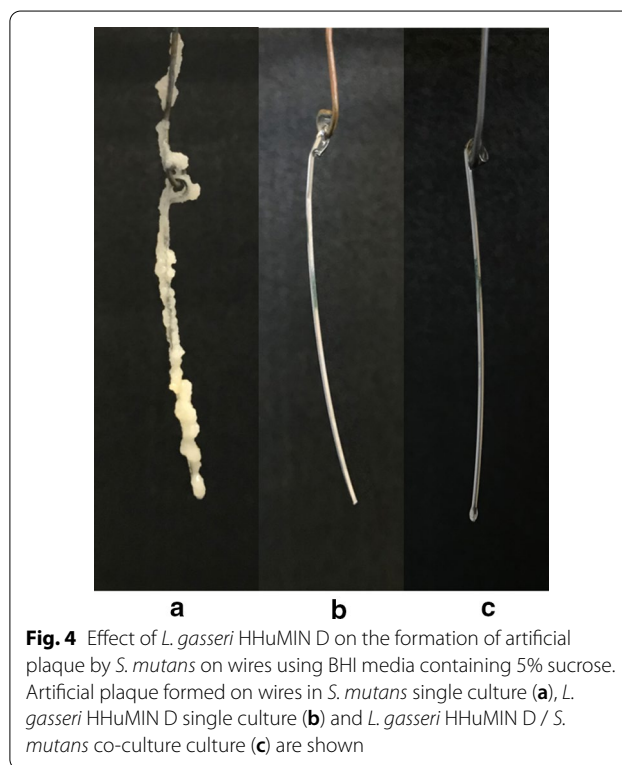 a b c
Fig. 4 Effect of L. gasseri HHuMIN D on the formation of artificial
plaque by S. mutans on wires using BHI media containing 5% sucrose.
Artificial plaque formed on wires in S. mutans single culture (a), L.
gasseri HHuMIN D single culture (b) and L. gasseri HHuMIN D / S.
mutans co-culture culture (c) are shown